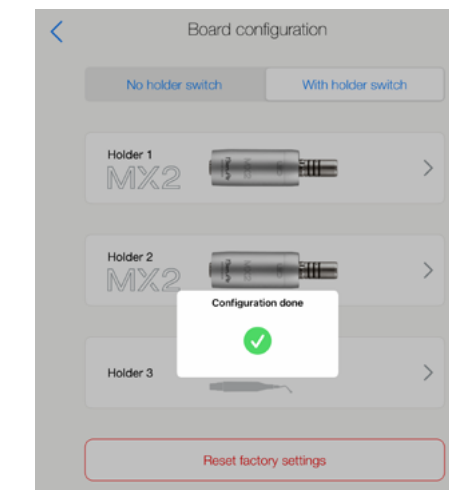 Board configuration
No holder switch
With holder switch
Holder 1
MX2
Holder 2
MX2
Configuration done
Holder 3
Reset factory settings